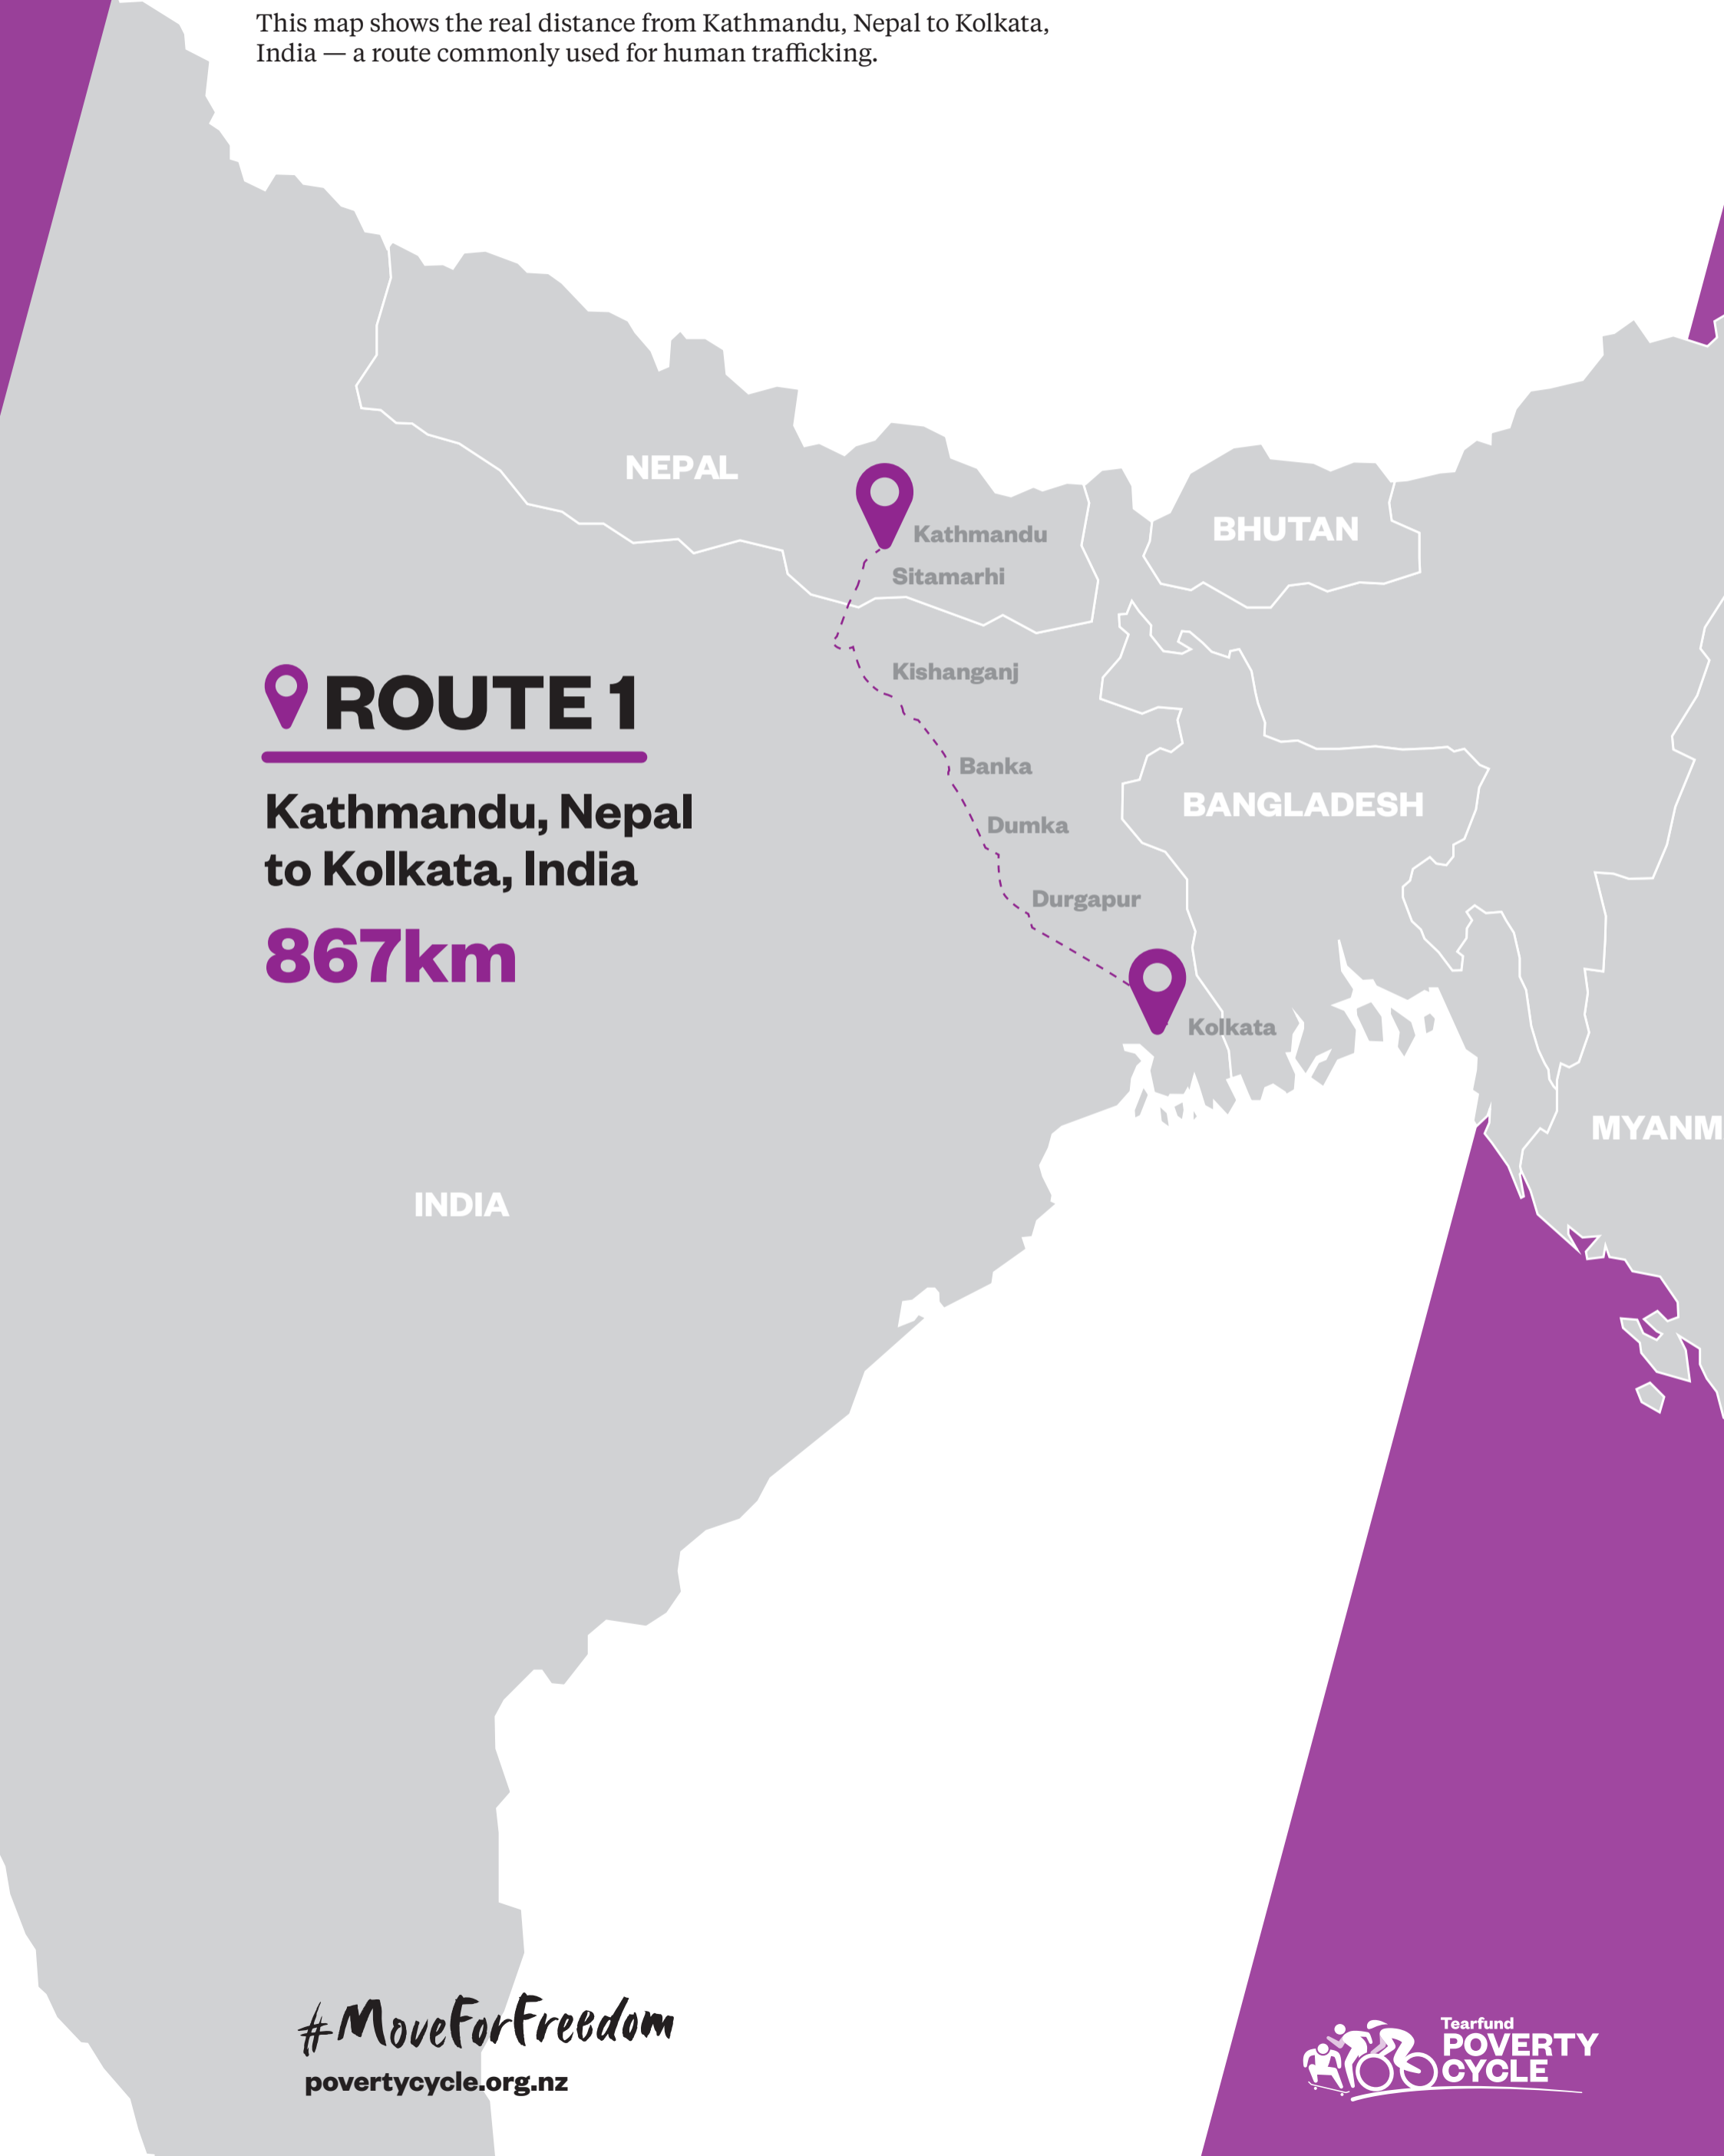 This map shows the real distance from Kathmandu, Nepal to Kolkata,
India — a route commonly used for human trafficking.
NEPAL
Kathmandu
BHUTAN
Sitamarhi
Kishanganj
ROUTE 1
Banka
Kathmandu, Nepal
to Kolkata, India
BANGLADESH
Dumka
Durgapur
867km
Kolkata
MYANM
INDIA
#MoveForFreedom
povertycycle.org.nz
Tearfund
POVERTY
CYCLE